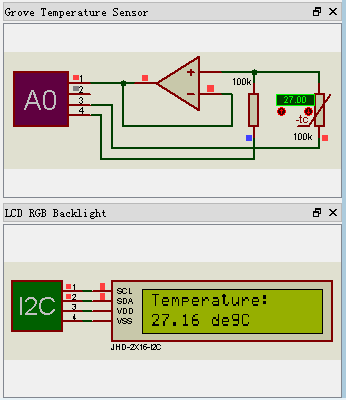 Grove Temperature Sensor
A0
1
2
3
4
+
-
100k
27.00
-tc
100k
LCD RGB Backlight
I2C
1
2
3
4
SCL
SDA
VDD
VSS
Temperature:
27.16 degC
JHD-2X16-I2C